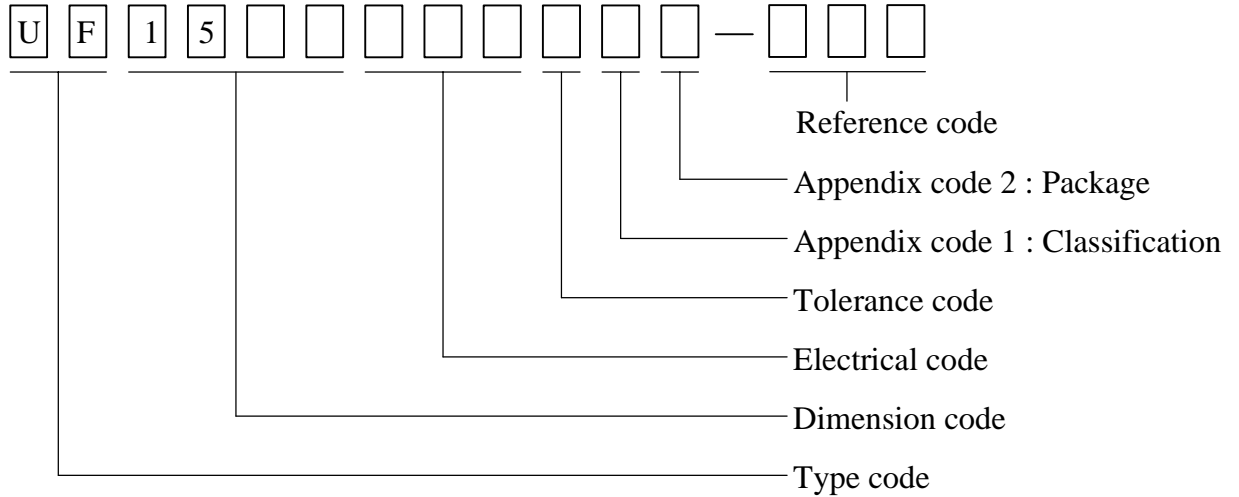 U F 1 5 —
Reference code
Appendix code 2 : Package
Appendix code 1 : Classification
Tolerance code
Electrical code
Dimension code
Type code